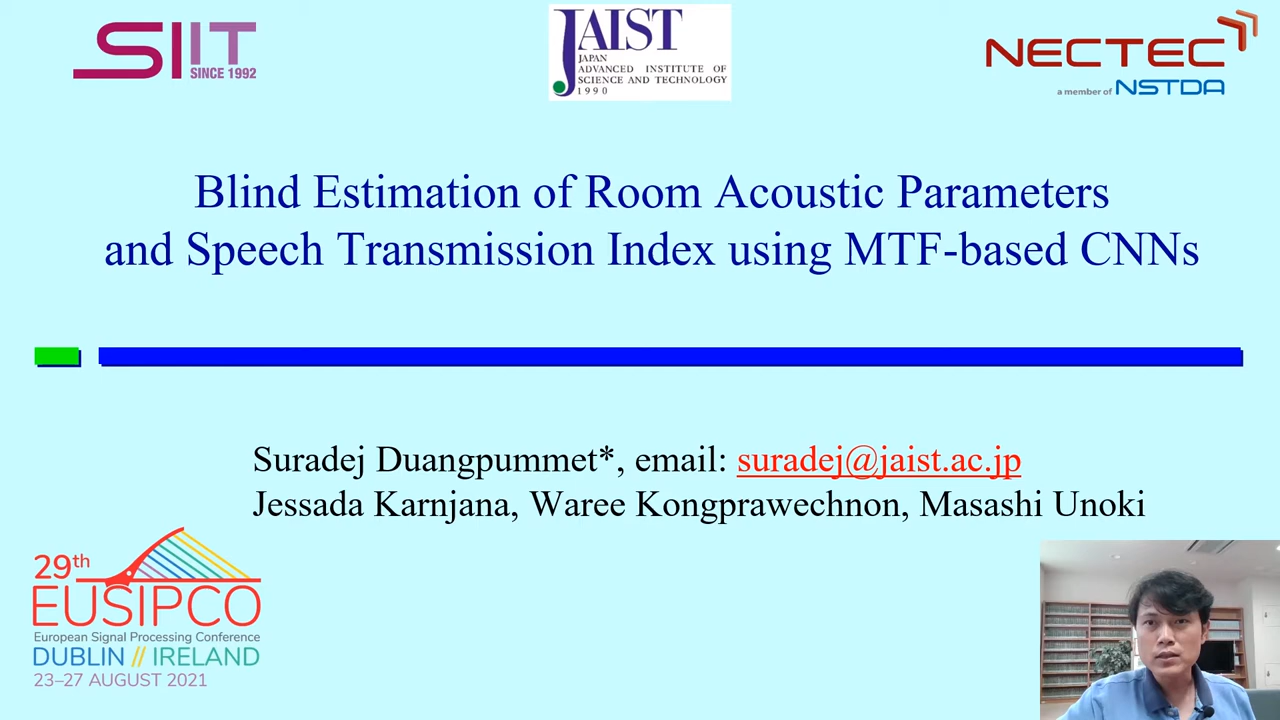 SIIT
SINCE 1992
JAIST
JAPAN
ADVANCED INSTITUTE OF
SCIENCE AND TECHNOLOGY
1990
NECTEC
a member of NSTDA
Blind Estimation of Room Acoustic Parameters
and Speech Transmission Index using MTF-based CNNs
Suradej Duangpummet*, email: suradej@jaist.ac.jp
Jessada Karnjana, Waree Kongprawechnon, Masashi Unoki
29th
EUSIPCO
European Signal Processing Conference
DUBLIN // IRELAND
23–27 AUGUST 2021